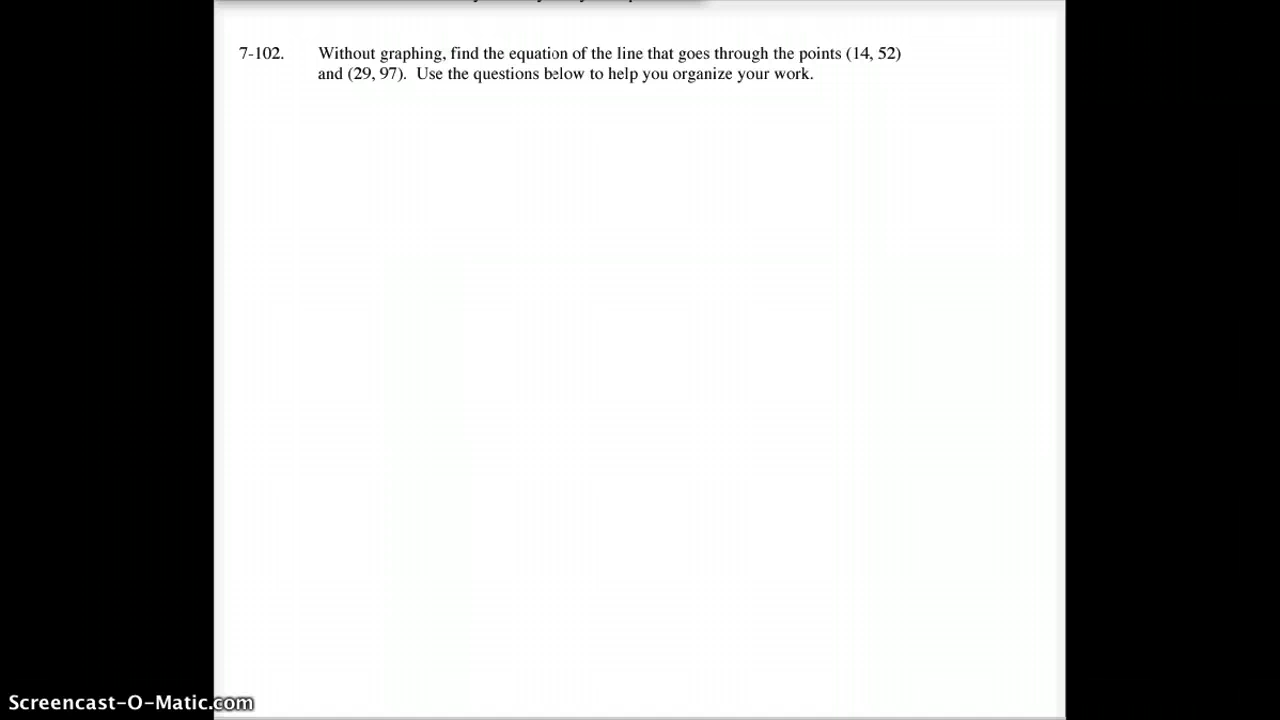 7-102. Without graphing, find the equation of the line that goes through the points (14, 52)
and (29, 97). Use the questions below to help you organize your work.
Screencast-O-Matic.com